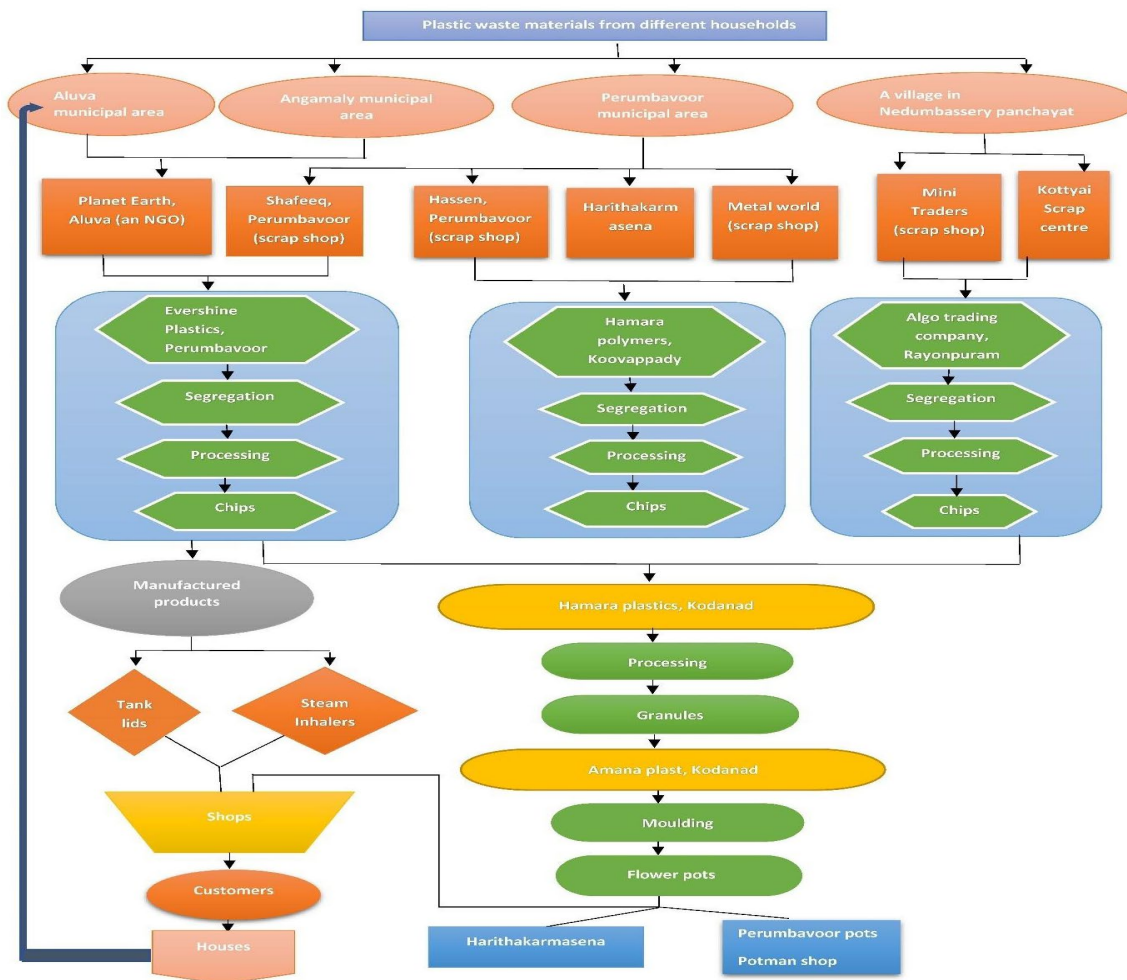 Plastic waste materials from different households
Aluva
municipal area
Angamaly municipal
area
Perumbavoor
municipal area
A village in
Nedumbassery panchayat
Planet Earth,
Aluva (an NGO)
Shafeeq,
Perumbavoor
(scrap shop)
Hassen,
Perumbavoor
(scrap shop)
Harithakarm
asena
Metal world
(scrap shop)
Mini
Traders
(scrap shop)
Kottyai
Scrap
centre
Evershine
Plastics,
Perumbavoor
Segregation
Processing
Chips
Hamara
polymers,
Koovappady
Segregation
Processing
Chips
Algo trading
company,
Rayonpuram
Segregation
Processing
Chips
Manufactured
products
Tank
lids
Steam
Inhalers
Shops
Customers
Houses
Hamara plastics, Kodanad
Processing
Granules
Amana plast, Kodanad
Moulding
Flower pots
Harithakarmasena
Perumbavoor pots
Potman shop